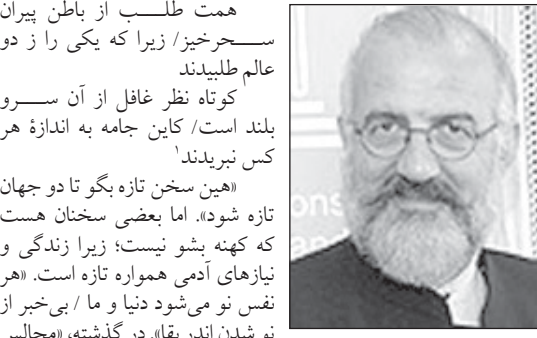 همت طلب از باطن پیران
سحرخیز/ زیرا که یکی را ز دو
عالم طلبیدند
کوتاه نظر غافل از آن سرو
بلند است/ کاین جامه به اندازهٔ هر
کس نبریدند۱
«هین سخن تازه بگو تا دو جهان
تازه شود». اما بعضی سخنان هست
که کهنه بشو نیست؛ زیرا زندگی و
نیازهای آدمی همواره تازه است. «هر
نفس نو می‌شود دنیا و ما / بی‌خبر از
نو شدن اندر بقا». در گذشته، «مجالس
ons
an